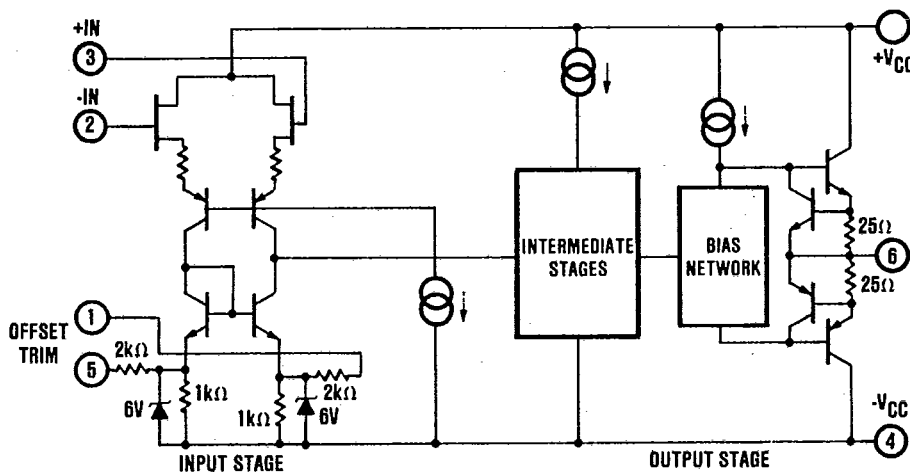 +IN
3
+VCC
-IN
2
INTERMEDIATE
STAGES
BIAS
NETWORK
25Ω
6
25Ω
1
OFFSET
TRIM
5
2kΩ
6V
1kΩ
1kΩ
2kΩ
6V
-VCC
4
INPUT STAGE
OUTPUT STAGE